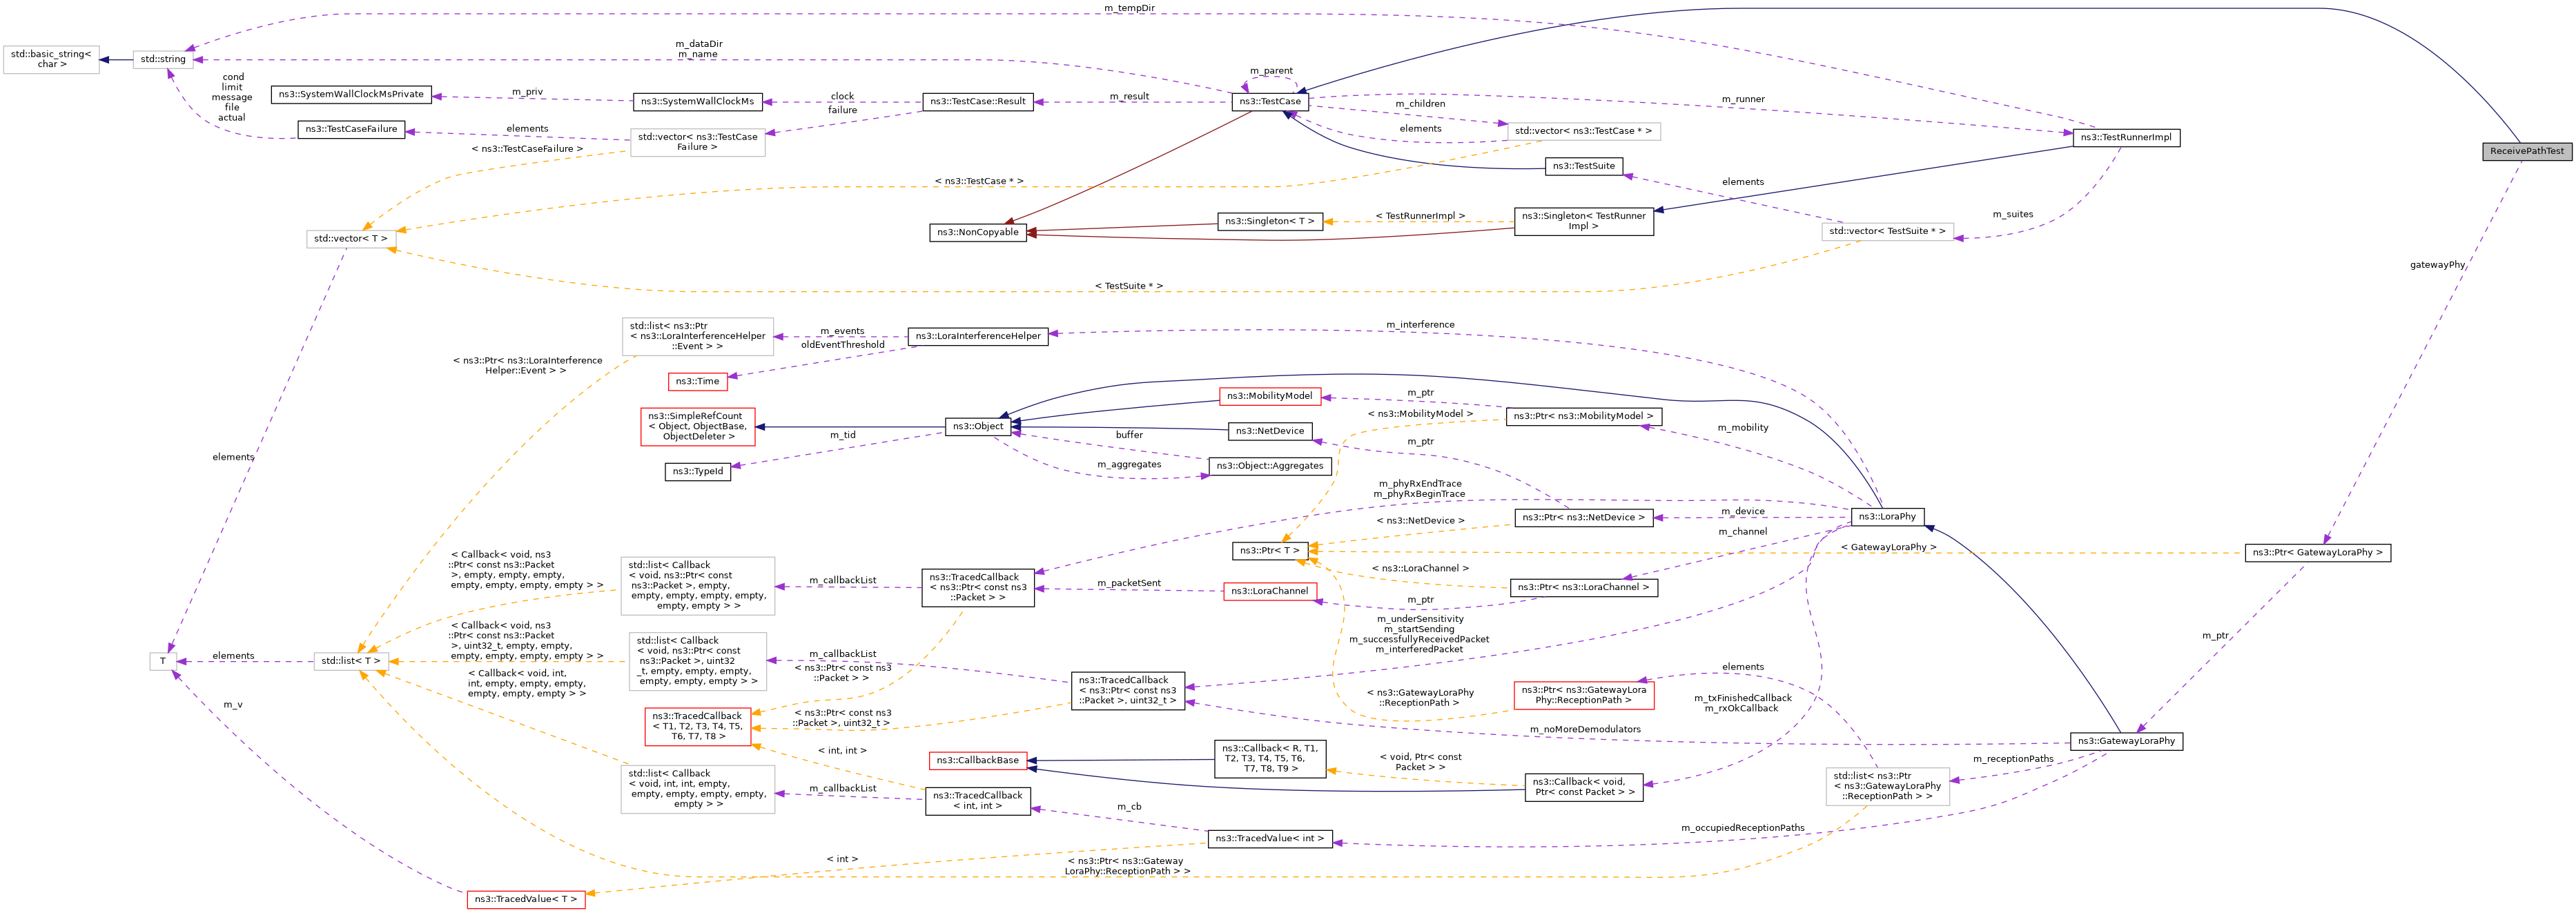 m_tempDir
m_dataDir
m_name
std::basic_string<
char >
std::string
cond
limit
message
file
actual
ns3::SystemWallClockMsPrivate
m_priv
ns3::SystemWallClockMs
clock
failure
ns3::TestCase::Result
m_result
m_parent
ns3::TestCase
m_children
elements
m_runner
std::vector< ns3::TestCase * >
ns3::TestRunnerImpl
ReceivePathTest
ns3::TestCaseFailure
elements
std::vector< ns3::TestCase
Failure >
< ns3::TestCaseFailure >
ns3::TestSuite
< ns3::TestCase * >
elements
m_suites
std::vector< T >
ns3::NonCopyable
ns3::Singleton< T >
< TestRunnerImpl >
ns3::Singleton< TestRunner
Impl >
std::vector< TestSuite * >
gatewayPhy
< TestSuite * >
std::list< ns3::Ptr
< ns3::LoraInterferenceHelper
::Event > >
m_events
oldEventThreshold
ns3::LoraInterferenceHelper
m_interference
< ns3::Ptr< ns3::LoraInterference
Helper::Event > >
ns3::Time
ns3::MobilityModel
m_ptr
ns3::SimpleRefCount
< Object, ObjectBase,
ObjectDeleter >
ns3::Object
ns3::NetDevice
< ns3::MobilityModel >
ns3::Ptr< ns3::MobilityModel >
m_mobility
m_tid
buffer
m_ptr
elements
ns3::TypeId
m_aggregates
ns3::Object::Aggregates
m_phyRxEndTrace
m_phyRxBeginTrace
< ns3::NetDevice >
ns3::Ptr< ns3::NetDevice >
m_device
ns3::LoraPhy
m_channel
ns3::Ptr< T >
< GatewayLoraPhy >
ns3::Ptr< GatewayLoraPhy >
< Callback< void, ns3
::Ptr< const ns3::Packet
>, empty, empty, empty,
empty, empty, empty, empty > >
std::list< Callback
< void, ns3::Ptr< const
ns3::Packet >, empty,
empty, empty, empty, empty,
empty, empty > >
m_callbackList
ns3::TracedCallback
< ns3::Ptr< const ns3
::Packet > >
m_packetSent
ns3::LoraChannel
< ns3::LoraChannel >
ns3::Ptr< ns3::LoraChannel >
m_ptr
m_underSensitivity
m_startSending
m_successfullyReceivedPacket
m_interferedPacket
m_ptr
< Callback< void, ns3
::Ptr< const ns3::Packet
>, uint32_t, empty, empty,
empty, empty, empty, empty > >
std::list< Callback
< void, ns3::Ptr< const
ns3::Packet >, uint32
_t, empty, empty, empty,
empty, empty, empty > >
m_callbackList
< ns3::Ptr< const ns3
::Packet > >
T
elements
std::list< T >
< Callback< void, int,
int, empty, empty, empty,
empty, empty, empty > >
ns3::TracedCallback
< ns3::Ptr< const ns3
::Packet >, uint32_t >
< ns3::GatewayLoraPhy
::ReceptionPath >
ns3::Ptr< ns3::GatewayLora
Phy::ReceptionPath >
elements
m_txFinishedCallback
m_rxOkCallback
m_v
ns3::TracedCallback
< T1, T2, T3, T4, T5,
T6, T7, T8 >
< ns3::Ptr< const ns3
::Packet >, uint32_t >
m_noMoreDemodulators
ns3::GatewayLoraPhy
< int, int >
ns3::CallbackBase
ns3::Callback< R, T1,
T2, T3, T4, T5, T6,
T7, T8, T9 >
< void, Ptr< const
Packet > >
ns3::Callback< void,
Ptr< const Packet > >
m_receptionPaths
std::list< ns3::Ptr
< ns3::GatewayLoraPhy
::ReceptionPath > >
std::list< Callback
< void, int, int, empty,
empty, empty, empty, empty,
empty > >
m_callbackList
ns3::TracedCallback
< int, int >
m_cb
ns3::TracedValue< int >
m_occupiedReceptionPaths
< int >
< ns3::Ptr< ns3::Gateway
LoraPhy::ReceptionPath > >
ns3::TracedValue< T >